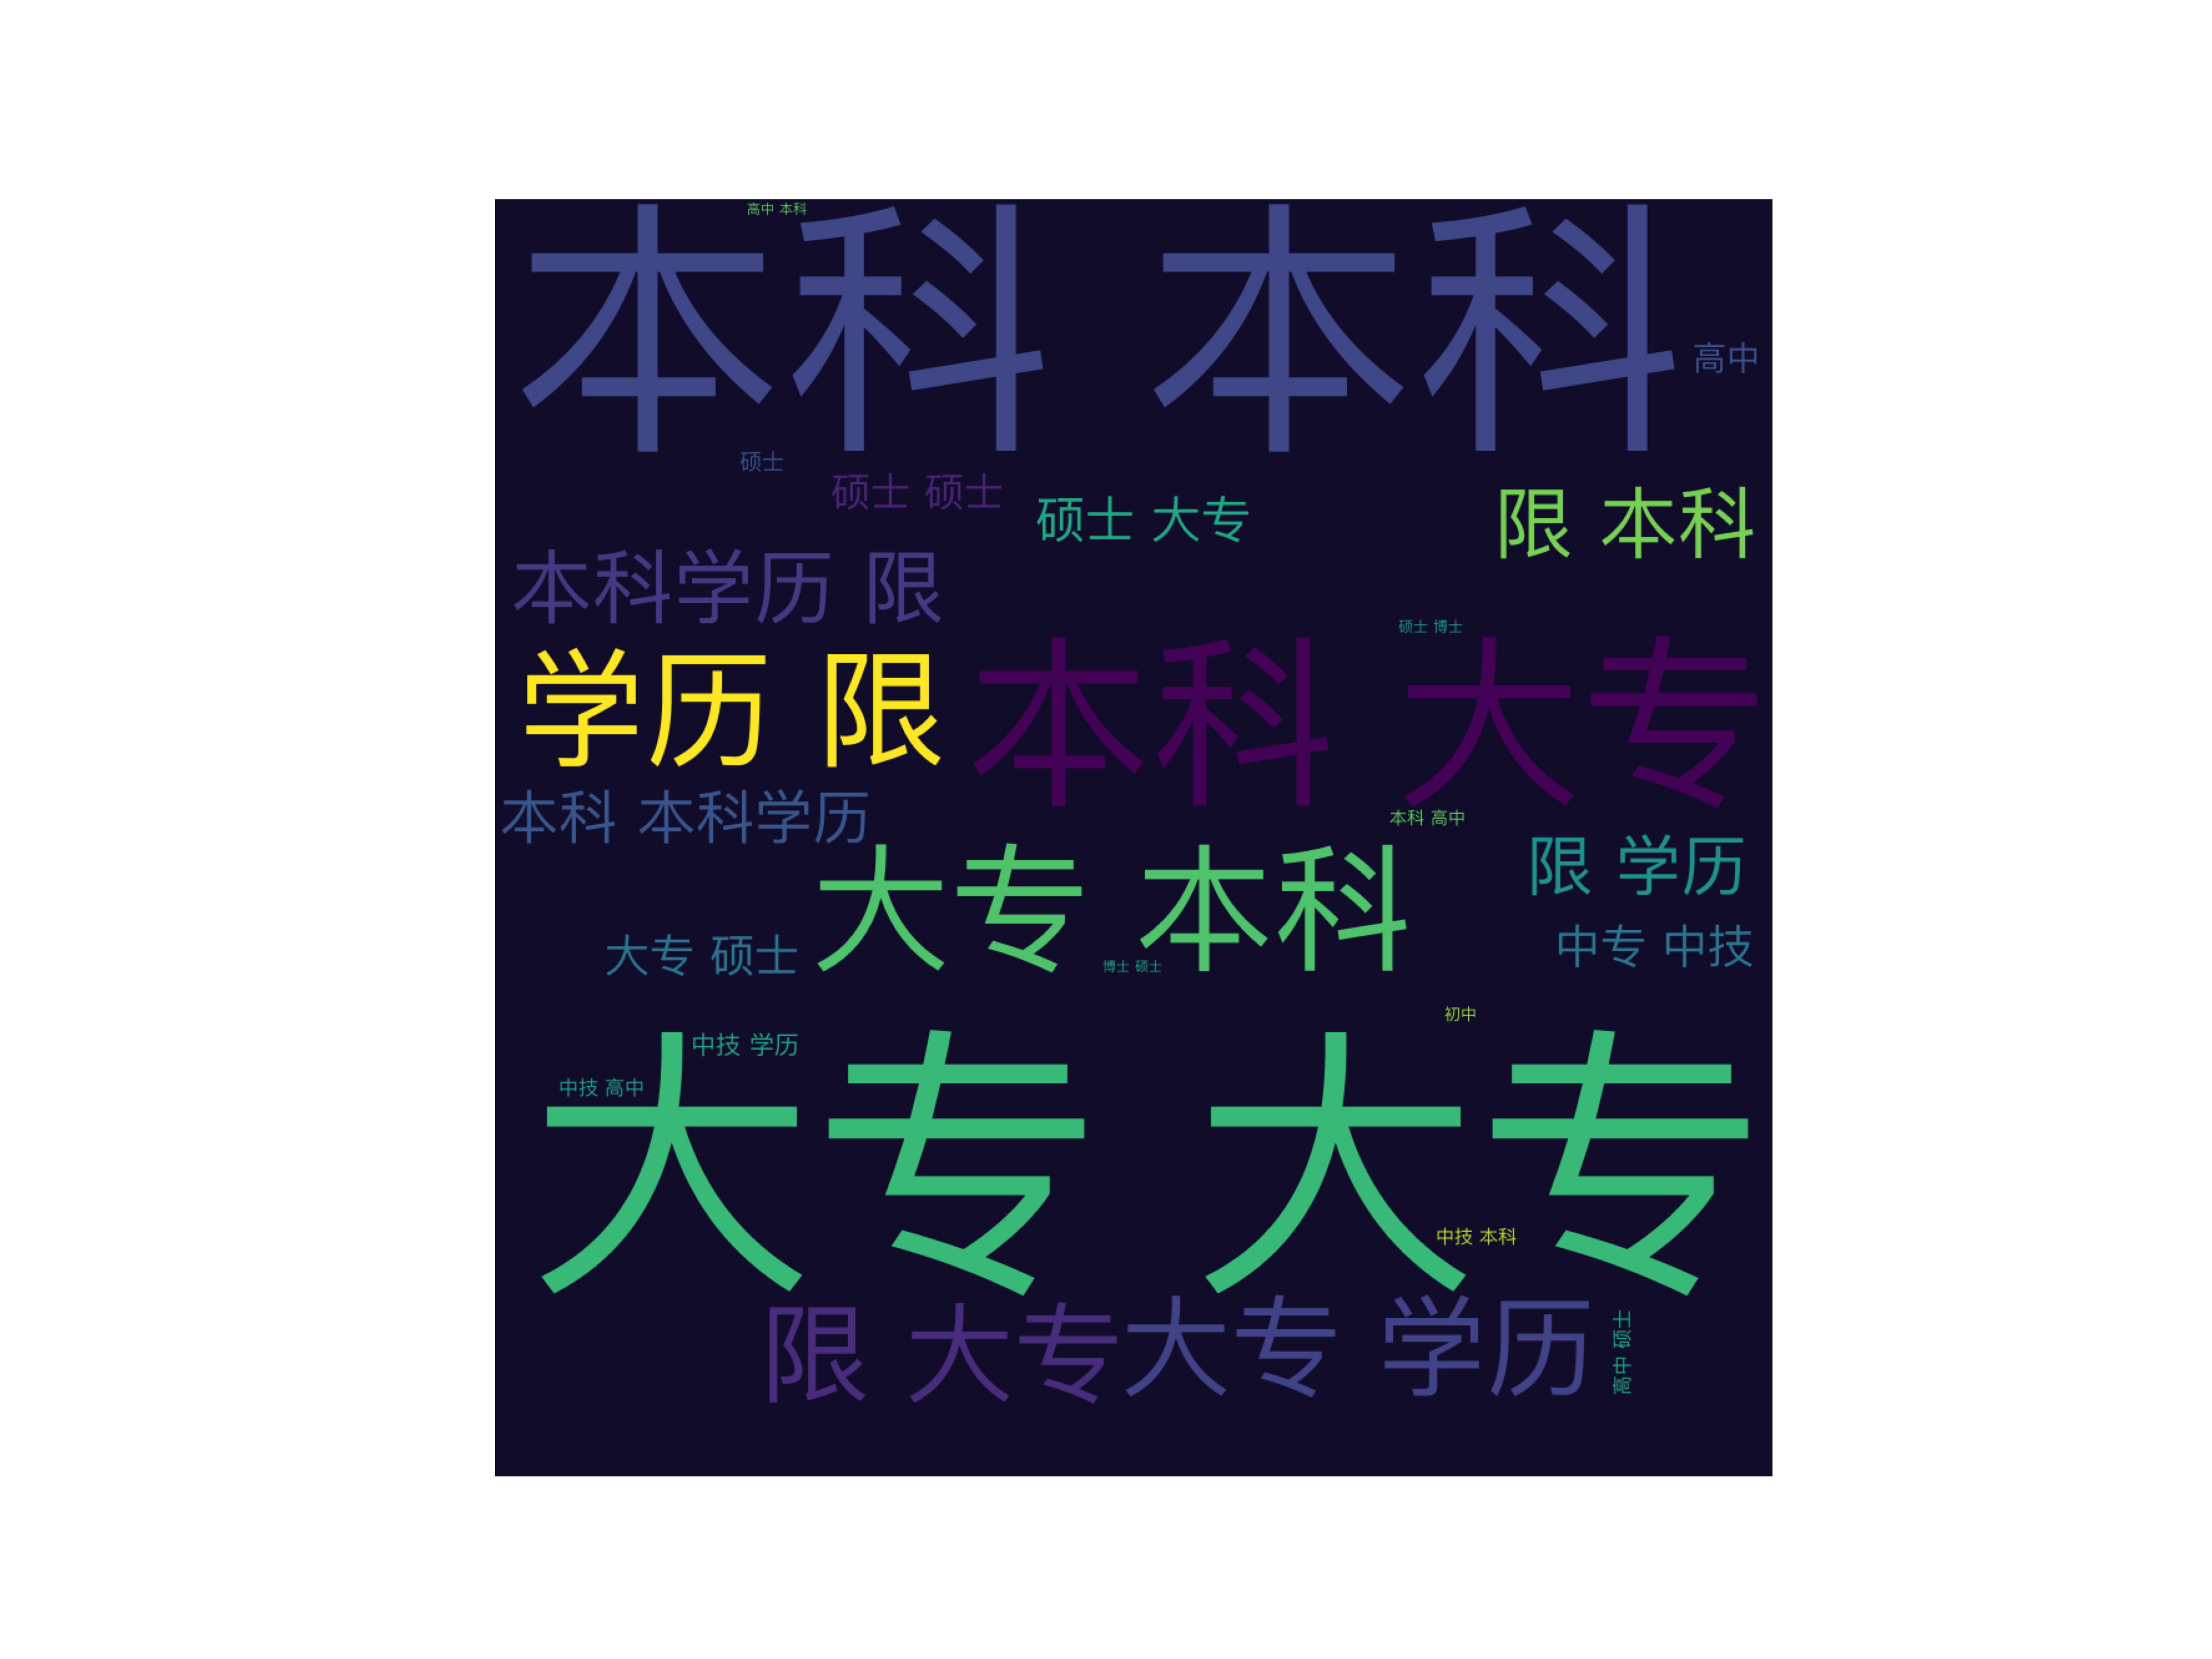 高中 本科
本科 本科
高中
硕士
硕士 硕士
硕士 大专
限 本科
本科学历 限
硕士 博士
学历 限
本科 大专
本科 本科学历
本科 高中
大专 本科
限 学历
大专 硕士
博士 硕士
中专 中技
初中
中技 学历
中技 高中
大专 大专
中技 本科
限 大专
大专 学历
高中 硕士